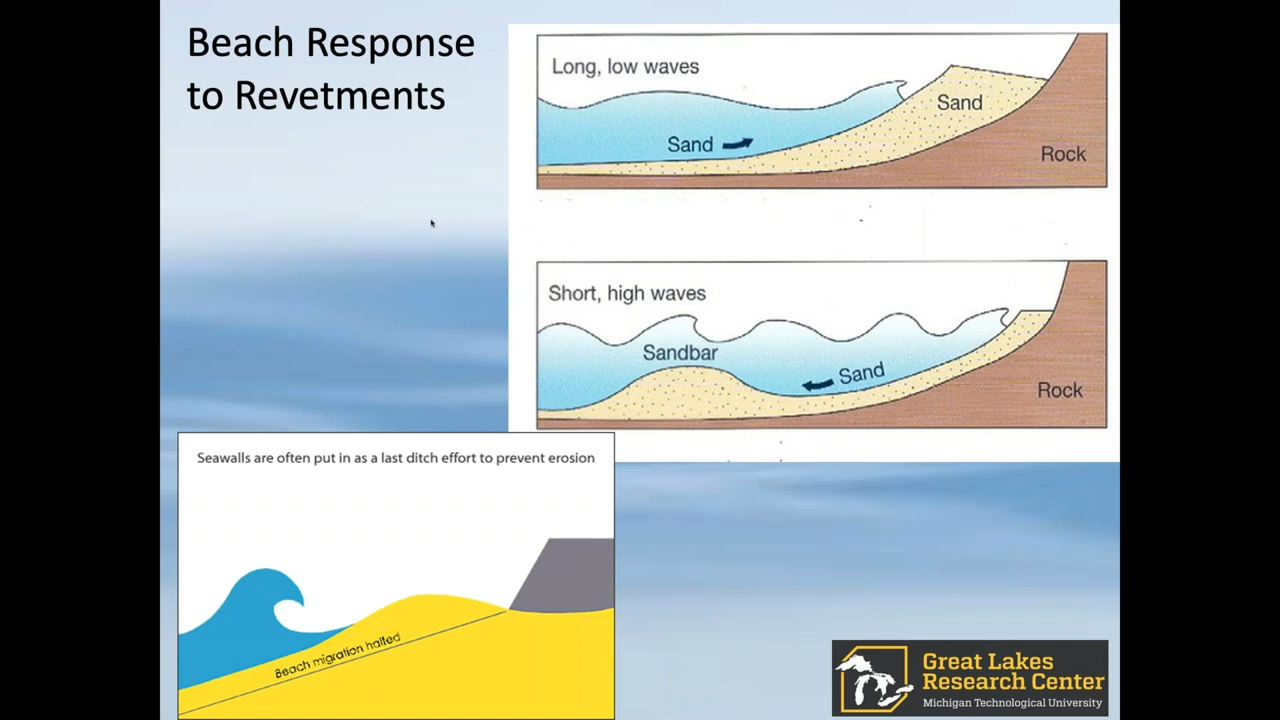 Beach Response
to Revetments
Long, low waves
Sand
Sand
Rock
Short, high waves
Sandbar
Sand
Rock
Seawalls are often put in as a last ditch effort to prevent erosion
Beach migration halted
Great Lakes
Research Center
Michigan Technological University